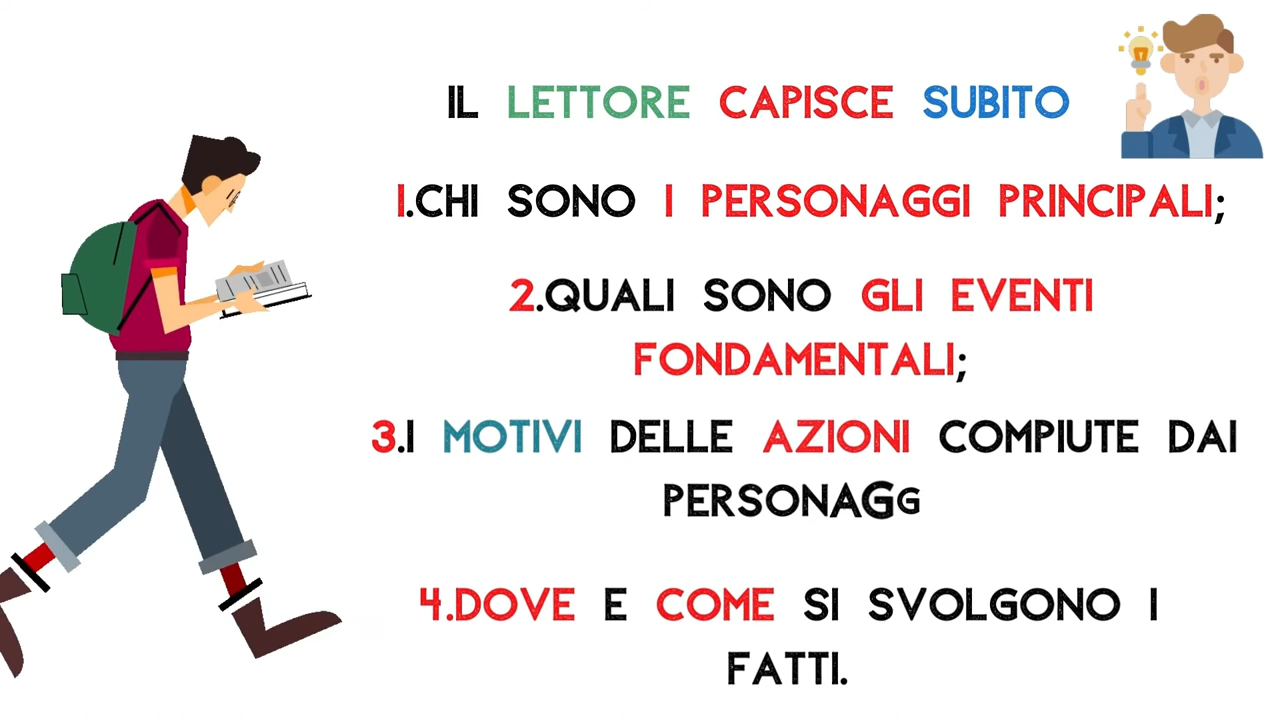 IL LETTORE CAPISCE SUBITO
1.CHI SONO I PERSONAGGI PRINCIPALI;
2.QUALI SONO GLI EVENTI
FONDAMENTALI;
3.I MOTIVI DELLE AZIONI COMPIUTE DAI
PERSONAGG
4.DOVE E COME SI SVOLGONO I
FATTI.